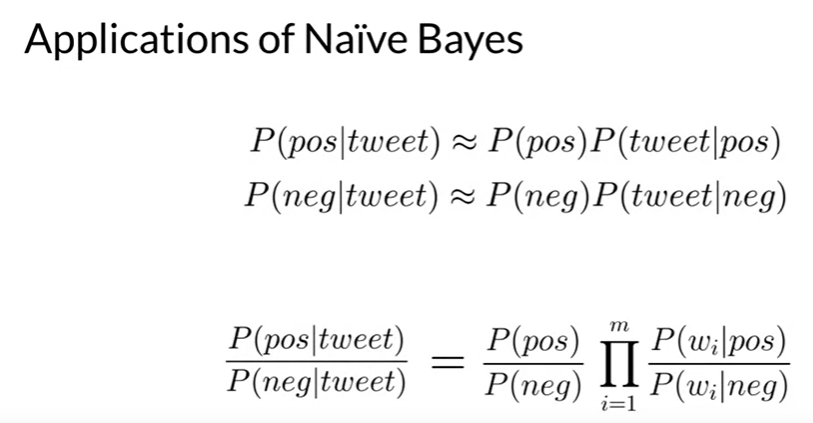 Applications of Naïve Bayes
P(pos|tweet) ≈ P(pos)P(tweet|pos)
P(neg|tweet) ≈ P(neg)P(tweet|neg)
P(pos|tweet) / P(neg|tweet) = P(pos) / P(neg) ∏_{i=1}^{m} P(w_i|pos) / P(w_i|neg)